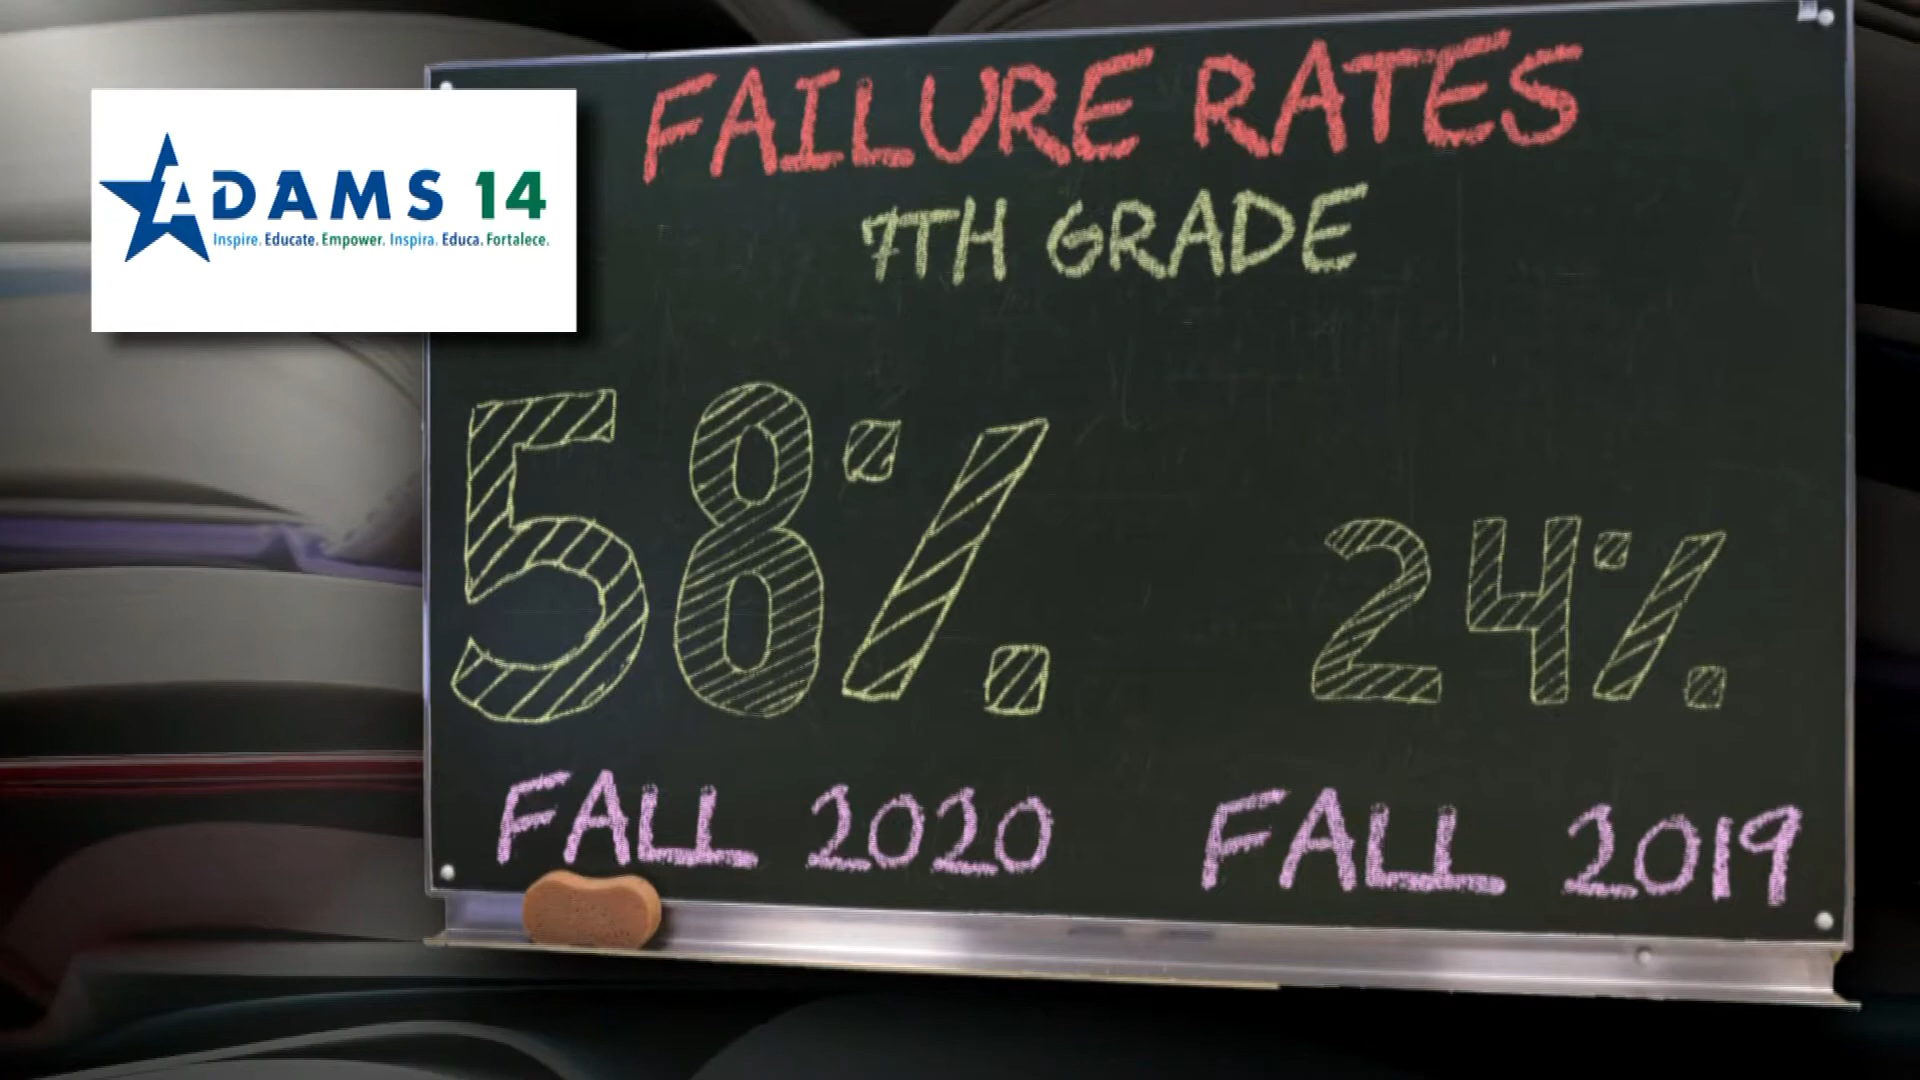 ADAMS 14
Inspire. Educate. Empower. Inspira. Educa. Fortalece.
FAILURE RATES
7TH GRADE
58%
24%
FALL 2020
FALL 2019